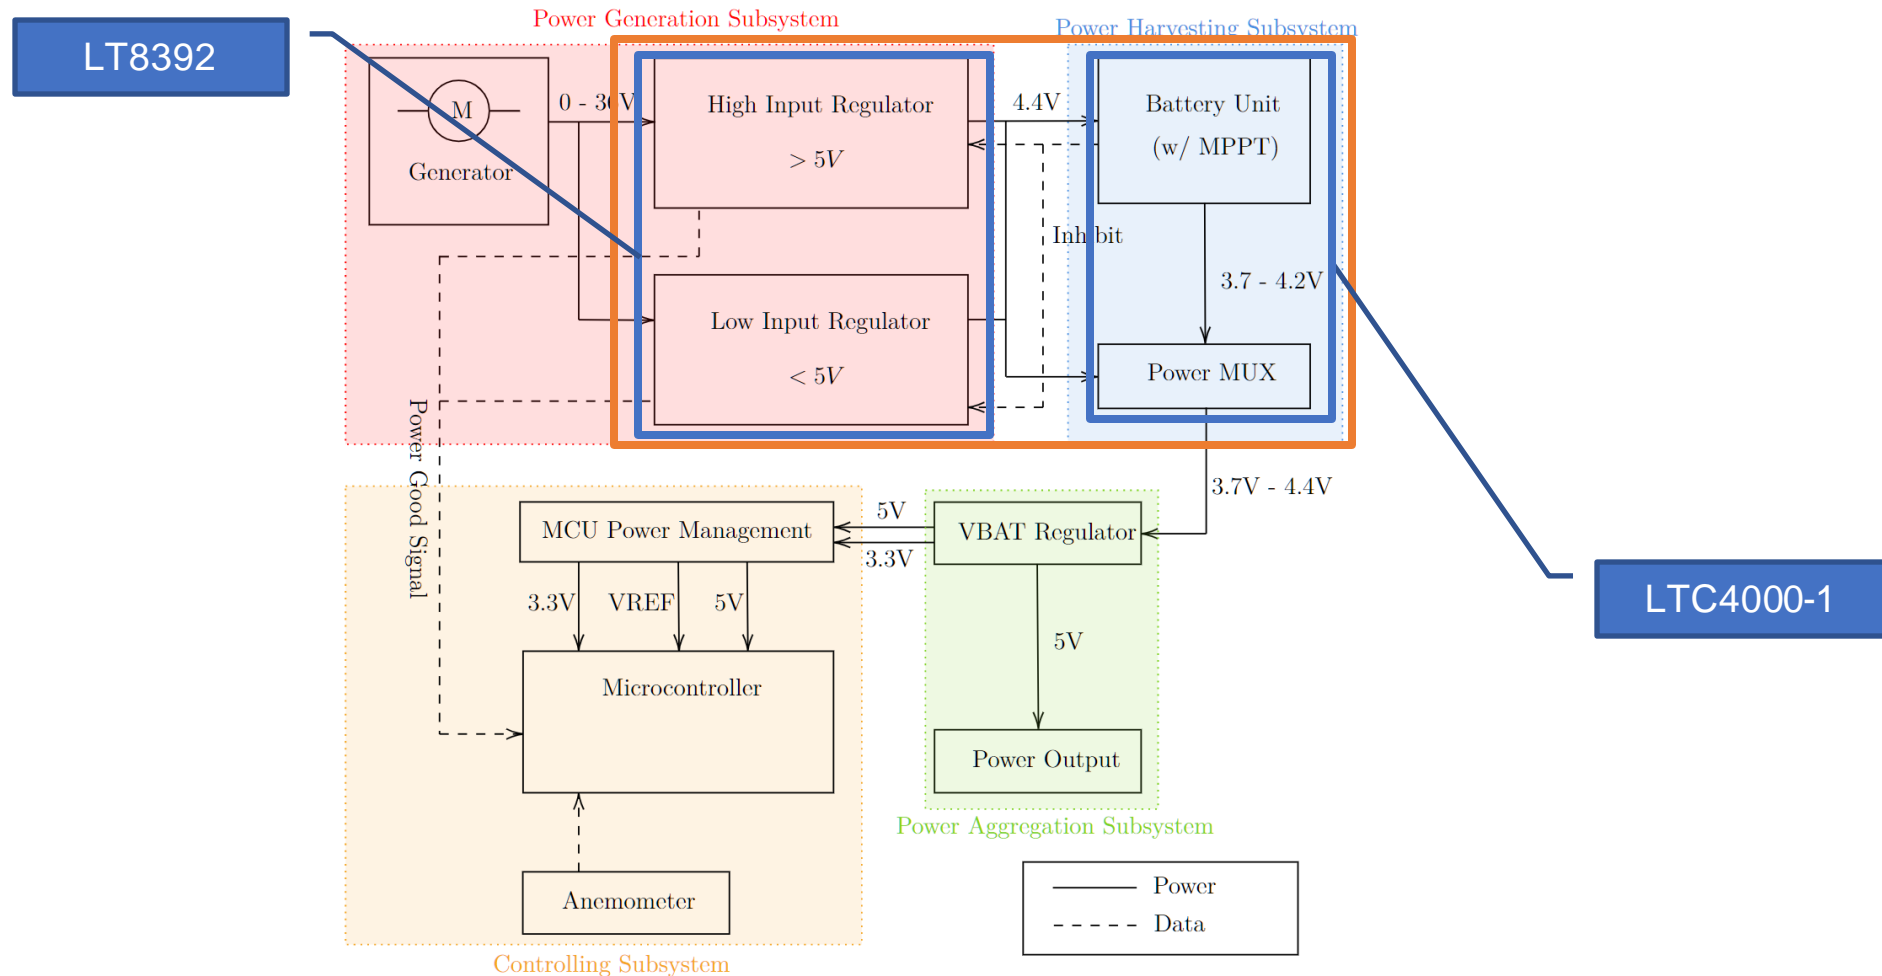 Power Generation Subsystem
Power Harvesting Subsystem
LT8392
M
Generator
0 - 30V
High Input Regulator
> 5V
4.4V
Battery Unit
(w/ MPPT)
Inhibit
3.7 - 4.2V
Low Input Regulator
< 5V
Power MUX
Power Good Signal
3.7V - 4.4V
MCU Power Management
5V
3.3V
VBAT Regulator
3.3V
VREF
5V
5V
LTC4000-1
Microcontroller
Power Output
Power Aggregation Subsystem
Anemometer
Power
Data
Controlling Subsystem